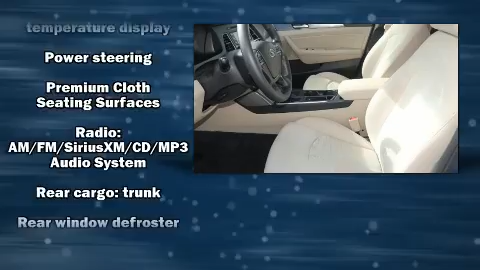 temperature display
Power steering
Premium Cloth
Seating Surfaces
Radio:
AM/FM/SiriusXM/CD/MP3
Audio System
Rear cargo: trunk
Rear window defroster